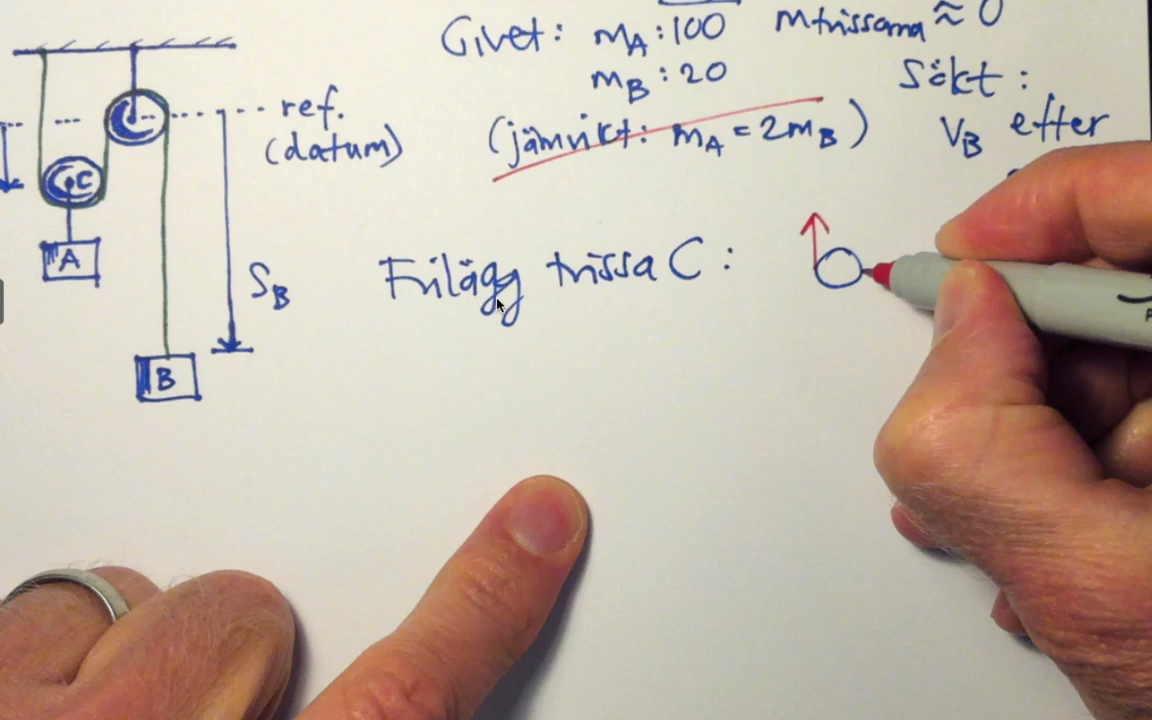 Givet: mA:100 mtrissorna ≈ 0
mB:20
Sökt:
ref.
(datum)
(jämvikt: mA = 2mB)
VB efter
C
A
SB
Frilägg trissa C:
B